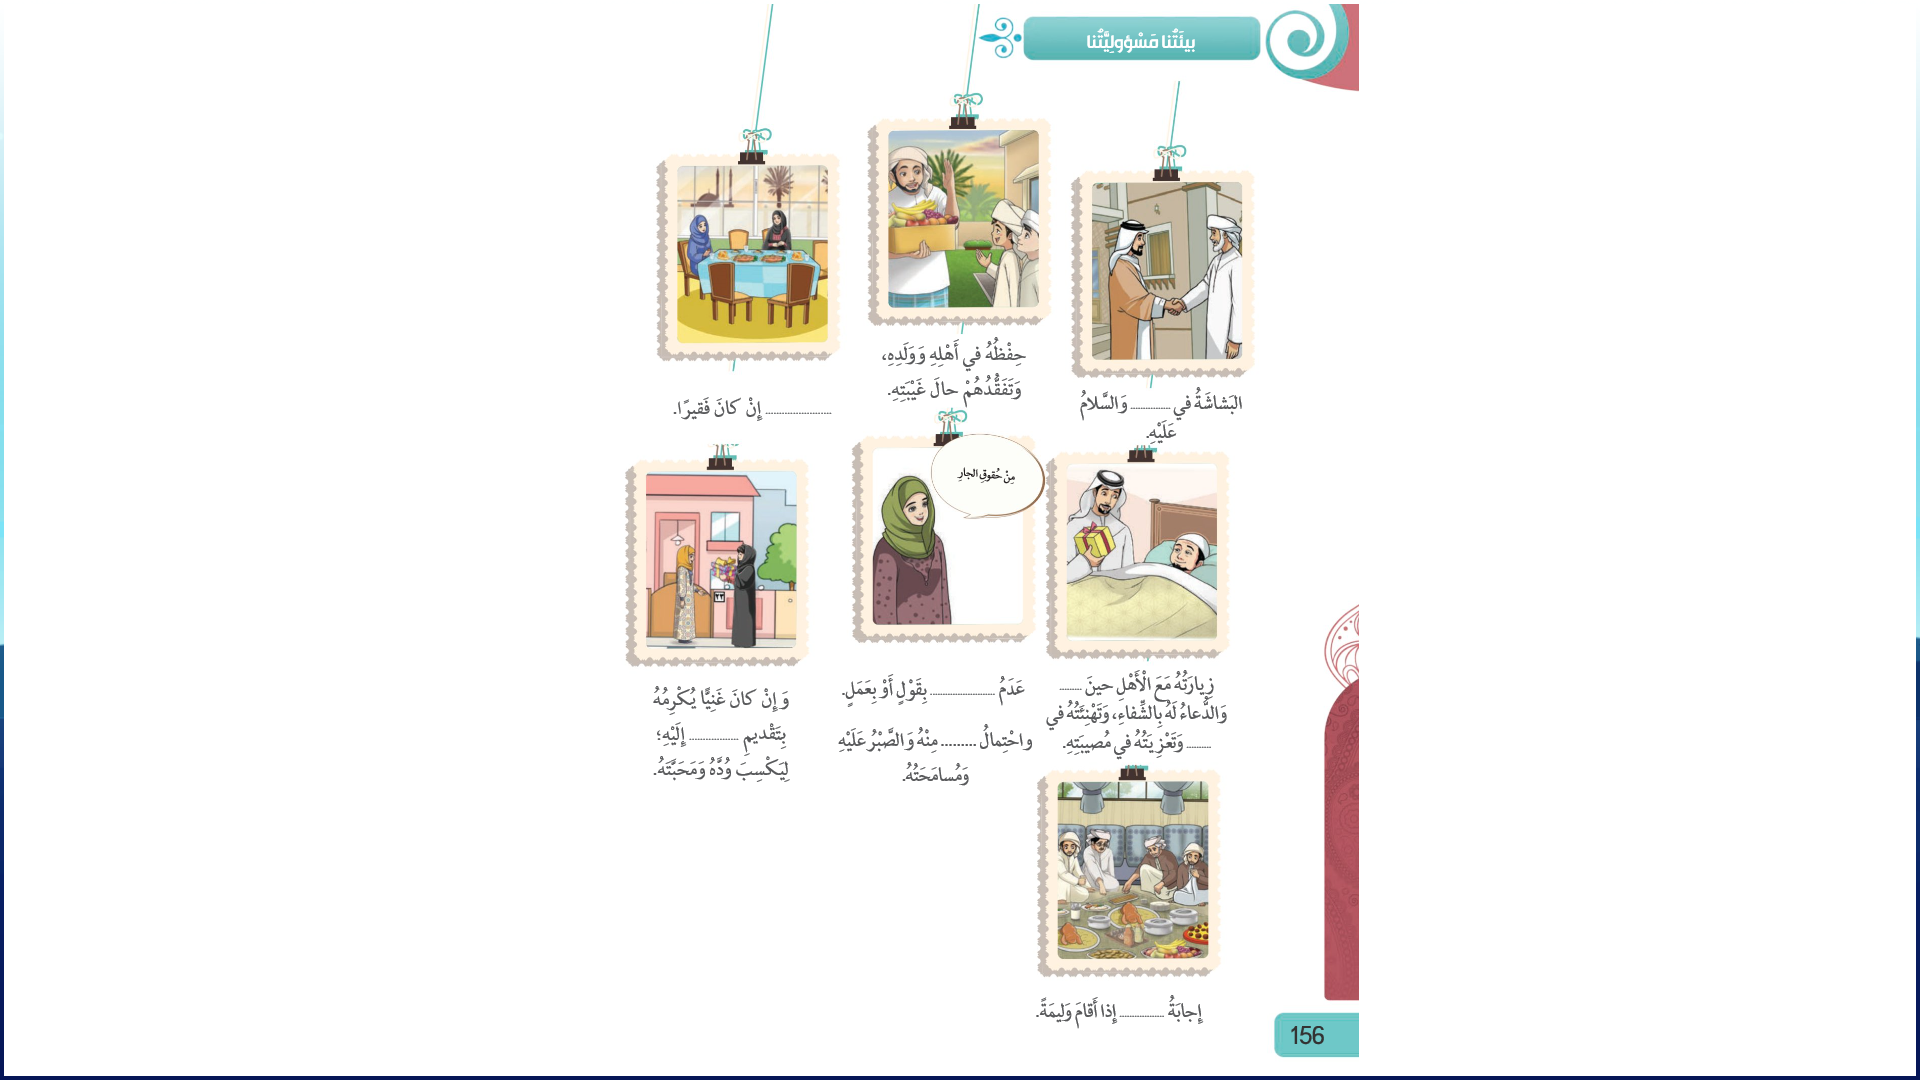 بيئَتُنا مَسْؤوليَّتُنا
البَشاشَةُ في ............... وَالسَّلامُ
عَلَيْهِ.
حِفْظُهُ في أَهْلِهِ وَوَلَدِهِ،
وَتَفَقُّدُهُمْ حالَ غَيْبَتِهِ.
........................ إِنْ كانَ فَقيرًا.
مِنْ حُقوقِ الجارِ
زِيارَتُهُ مَعَ الْأَهْلِ حينَ .........
وَالدُّعاءُ لَهُ بِالشِّفاءِ، وَتَهْنِئَتُهُ في
.......... وَتَعْزِيَتُهُ في مُصيبَتِهِ.
عَدَمُ ........................ بِقَوْلٍ أَوْ بِعَمَلٍ.
واحْتِمالُ ......... مِنْهُ وَالصَّبْرُ عَلَيْهِ
وَمُسامَحَتُهُ.
وَإِنْ كانَ غَنِيًّا يُكْرِمُهُ
بِتَقْديمِ .................. إِلَيْهِ؛
لِيَكْسِبَ وُدَّهُ وَمَحَبَّتَهُ.
٢٢
إِجابَةُ ................ إِذا أَقامَ وَليمَةً.
156